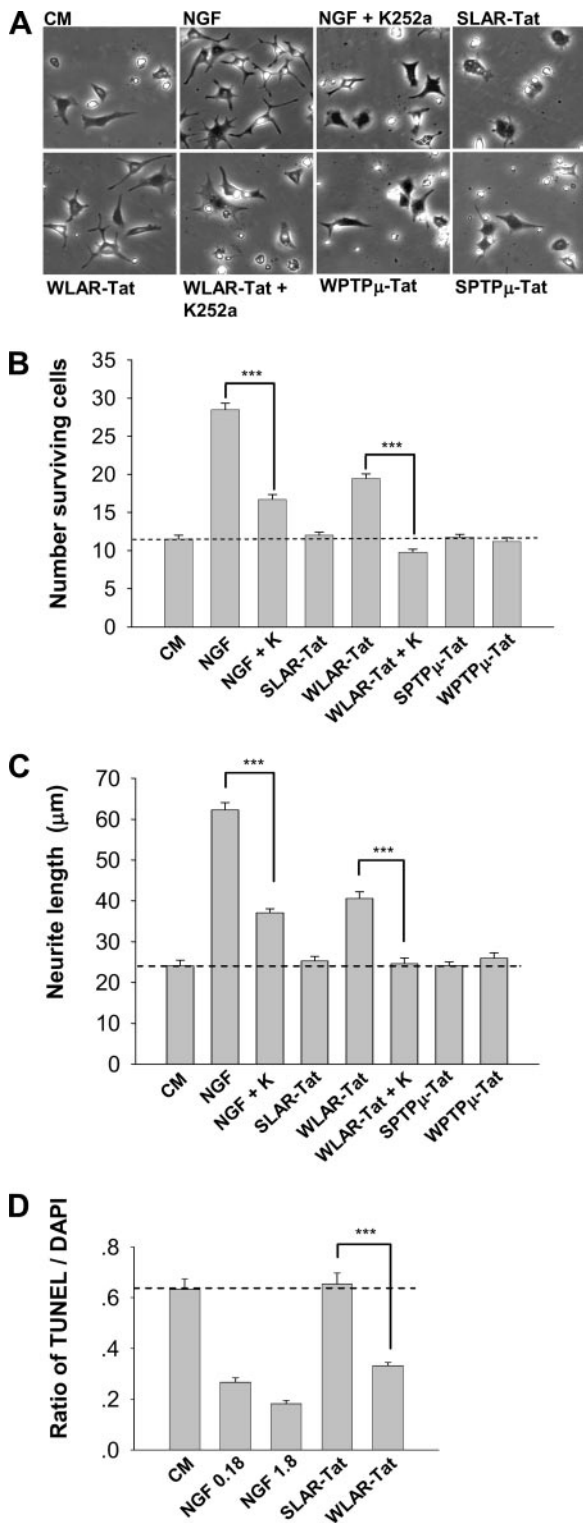 A
CM NGF NGF + K252a SLAR-Tat
WLAR-Tat WLAR-Tat + K252a WPTPμ-Tat SPTPμ-Tat
B
Number surviving cells
35
30
25
20
15
10
5
0
***
***
CM
NGF
NGF + K
SLAR-Tat
WLAR-Tat
WLAR-Tat + K
SPTPμ-Tat
WPTPμ-Tat
C
Neurite length (μm)
70
60
50
40
30
20
10
0
***
***
CM
NGF
NGF + K
SLAR-Tat
WLAR-Tat
WLAR-Tat + K
SPTPμ-Tat
WPTPμ-Tat
D
Ratio of TUNEL / DAPI
.8
.6
.4
.2
.0
***
CM
NGF 0.18
NGF 1.8
SLAR-Tat
WLAR-Tat